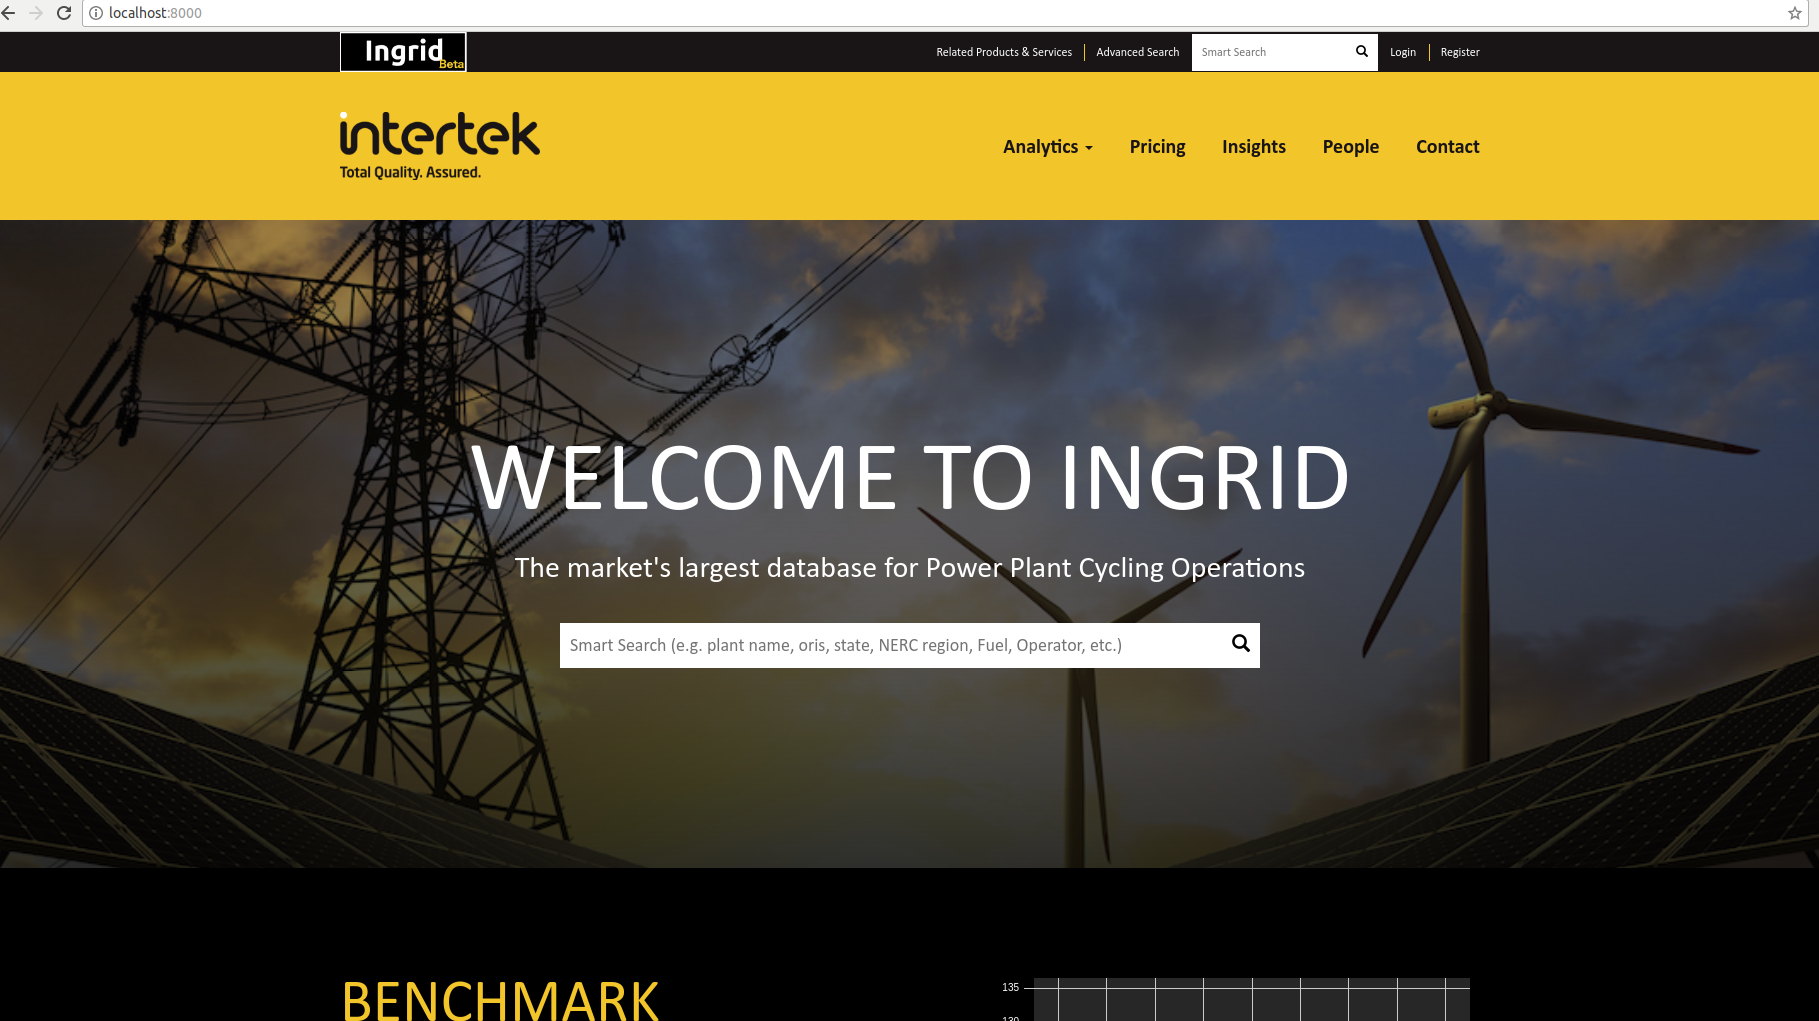 localhost:8000
Ingrid
Beta
Related Products & Services
Advanced Search
Smart Search
Login
Register
intertek
Total Quality. Assured.
Analytics
Pricing
Insights
People
Contact
WELCOME TO INGRID
The market's largest database for Power Plant Cycling Operations
Smart Search (e.g. plant name, oris, state, NERC region, Fuel, Operator, etc.)
BENCHMARK
135
130